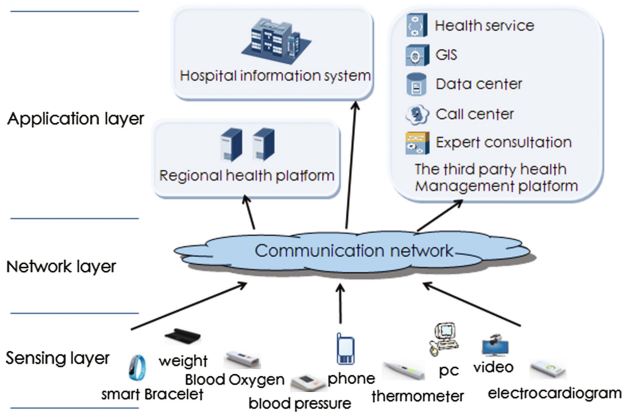 Health service
GIS
Data center
Call center
Expert consultation
The third party health
Management platform
Hospital information system
Application layer
Regional health platform
Communication network
Network layer
Sensing layer
smart Bracelet
weight
Blood Oxygen
blood pressure
phone
thermometer
pc
video
electrocardiogram